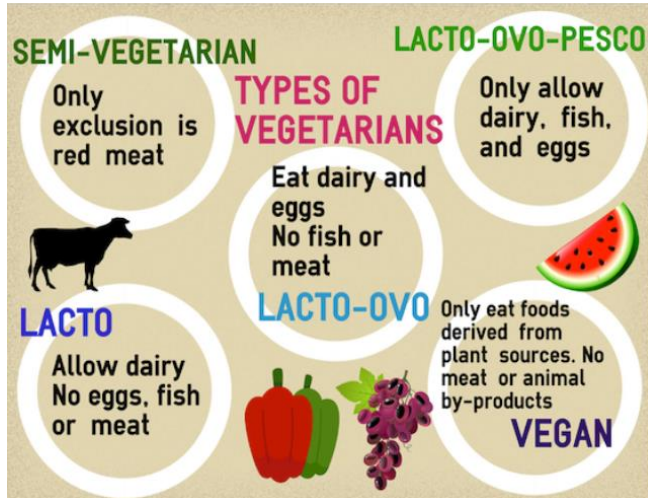 SEMI-VEGETARIAN
Only
exclusion is
red meat
TYPES OF
VEGETARIANS
LACTO-OVO-PESCO
Only allow
dairy, fish,
and eggs
Eat dairy and
eggs
No fish or
meat
LACTO-OVO
LACTO
Allow dairy
No eggs, fish
or meat
Only eat foods
derived from
plant sources. No
meat or animal
by-products
VEGAN